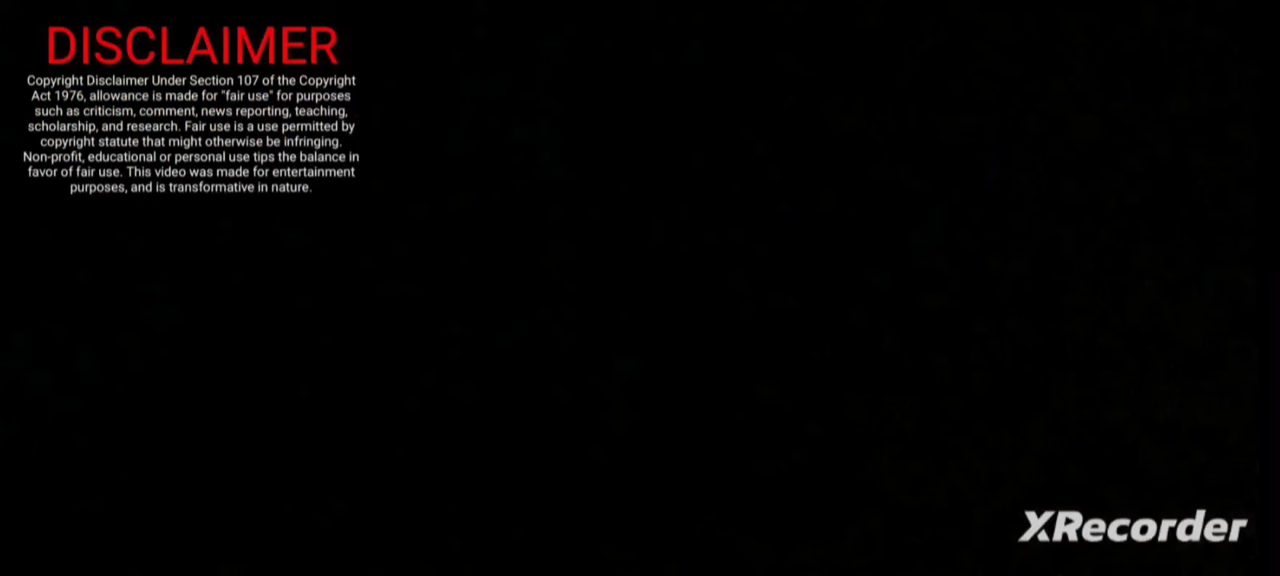 DISCLAIMER
Copyright Disclaimer Under Section 107 of the Copyright
Act 1976, allowance is made for "fair use" for purposes
such as criticism, comment, news reporting, teaching,
scholarship, and research. Fair use is a use permitted by
copyright statute that might otherwise be infringing.
Non-profit, educational or personal use tips the balance in
favor of fair use. This video was made for entertainment
purposes, and is transformative in nature.
XRecorder